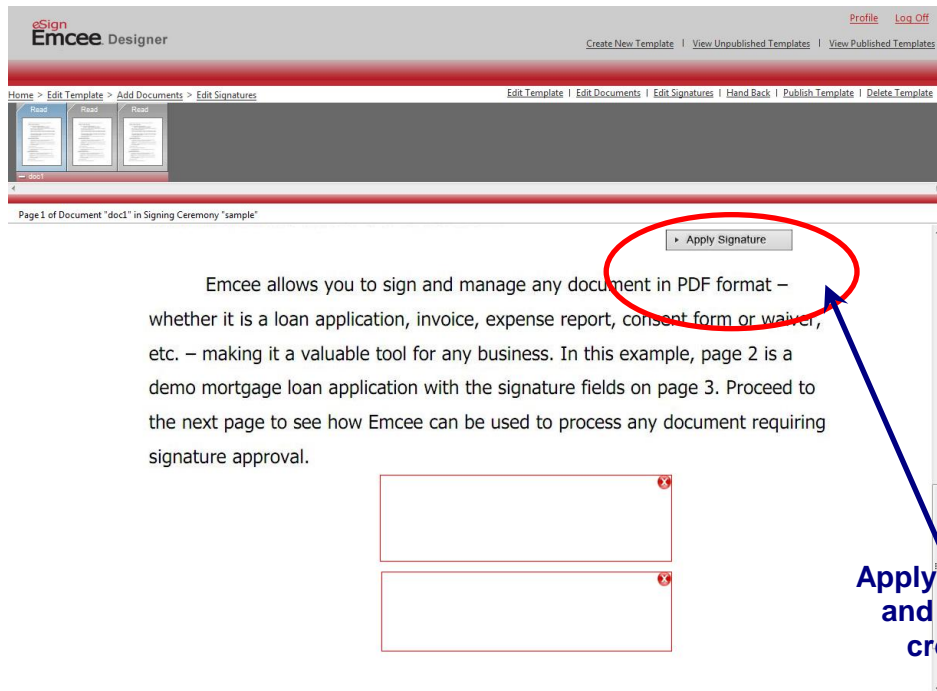 eSign
Emcee Designer
Profile Log Off
Create New Template | View Unpublished Templates | View Published Templates
Home > Edit Template > Add Documents > Edit Signatures
Edit Template | Edit Documents | Edit Signatures | Hand Back | Publish Template | Delete Template
Read Read Read
doc1
Page1 of Document "doc1" in Signing Ceremony "sample"
Apply Signature
Emcee allows you to sign and manage any document in PDF format –
whether it is a loan application, invoice, expense report, consent form or waiver,
etc. – making it a valuable tool for any business. In this example, page 2 is a
demo mortgage loan application with the signature fields on page 3. Proceed to
the next page to see how Emcee can be used to process any document requiring
signature approval.
Apply
and
cre